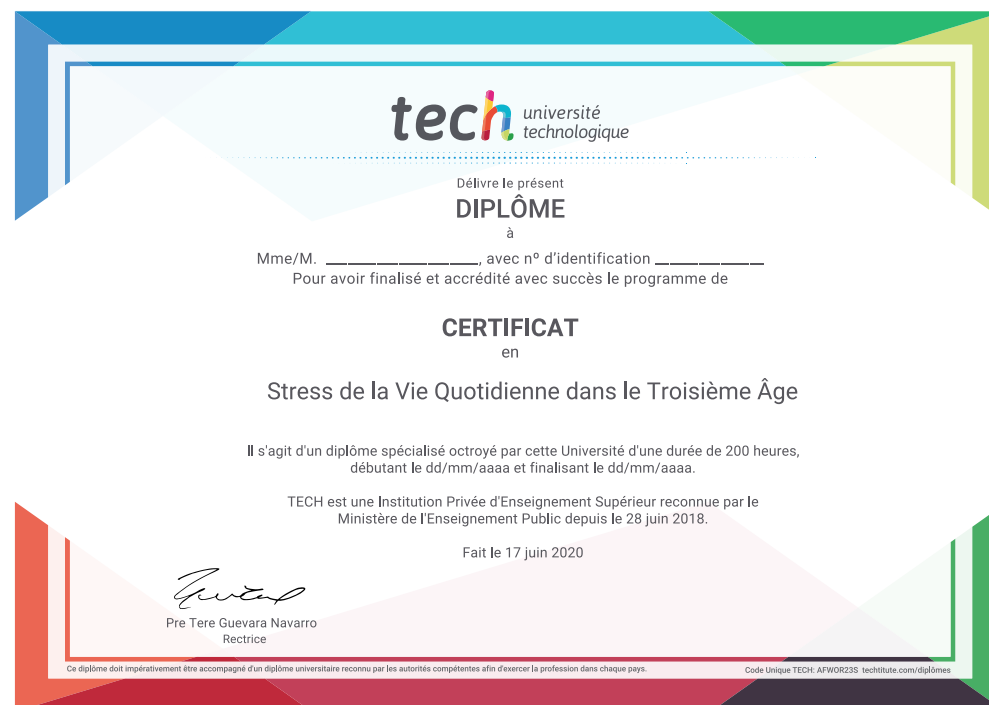 tech université
technologique
Délivre le présent
DIPLÔME
à
Mme/M. ____________________, avec nº d'identification ______________
Pour avoir finalisé et accrédité avec succès le programme de
CERTIFICAT
en
Stress de la Vie Quotidienne dans le Troisième Âge
Il s'agit d'un diplôme spécialisé octroyé par cette Université d'une durée de 200 heures,
débutant le dd/mm/aaaa et finalisant le dd/mm/aaaa.
TECH est une Institution Privée d'Enseignement Supérieur reconnue par le
Ministère de l'Enseignement Public depuis le 28 juin 2018.
Fait le 17 juin 2020
Pre Tere Guevara Navarro
Rectrice
Ce diplôme doit impérativement être accompagné d'un diplôme universitaire reconnu par les autorités compétentes afin d'exercer la profession dans chaque pays.
Code Unique TECH: AFWOR23S techtitute.com/diplômes